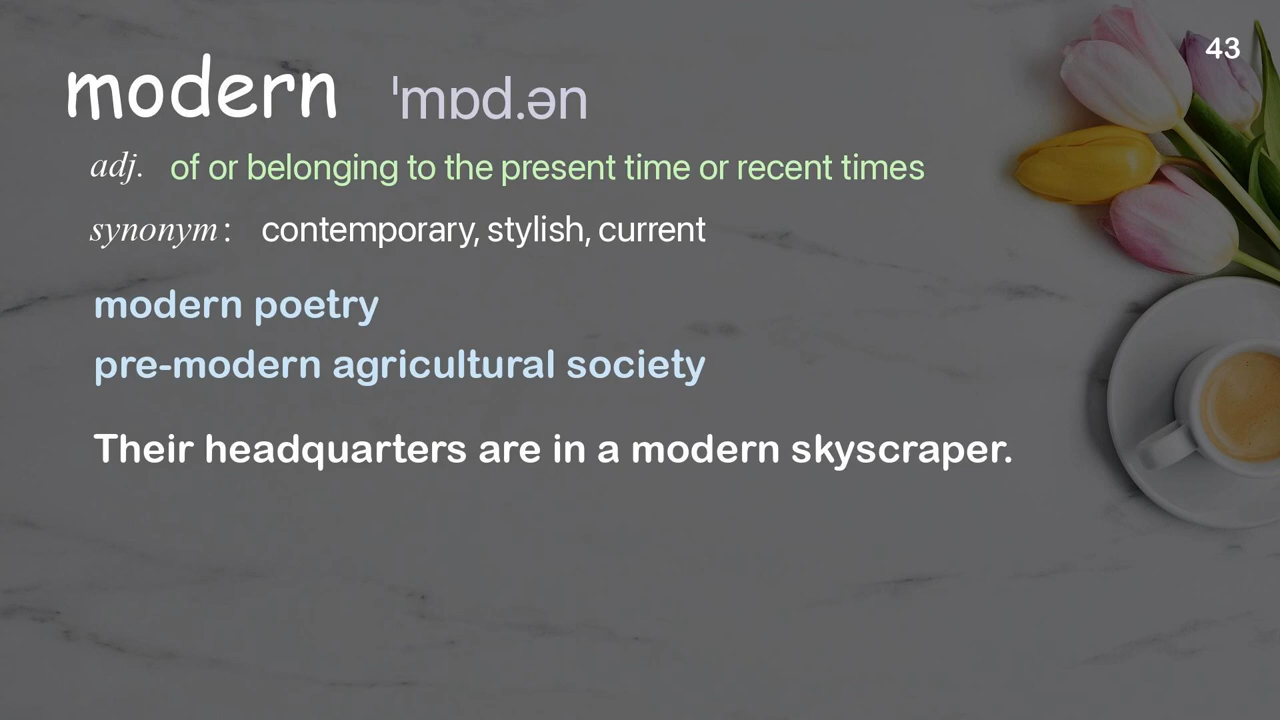 43
modern ˈmɒd.ən
adj. of or belonging to the present time or recent times
synonym: contemporary, stylish, current
modern poetry
pre-modern agricultural society
Their headquarters are in a modern skyscraper.